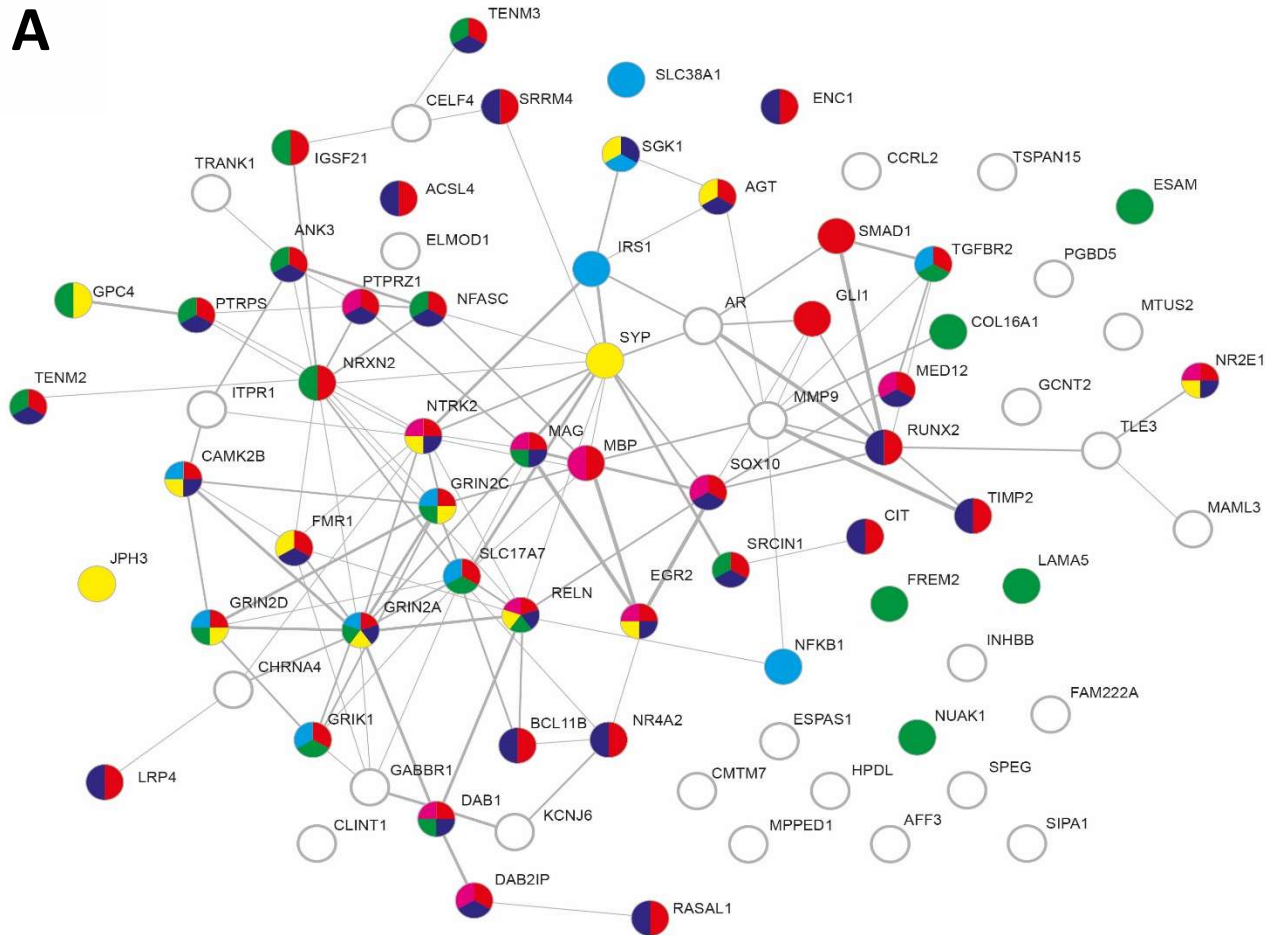 A
TENM3
SLC38A1
CELF4
SRRM4
ENC1
IGSF21
SGK1
TRANK1
CCRL2
TSPAN15
ACSL4
AGT
ESAM
ANK3
ELMOD1
IRS1
SMAD1
TGFBR2
PGBD5
GPC4
PTPRZ1
NFASC
AR
GLI1
PTRPS
COL16A1
MTUS2
SYP
NRXN2
NR2E1
TENM2
ITPR1
MED12
MMP9
GCNT2
NTRK2
MAG
MBP
RUNX2
TLE3
CAMK2B
SOX10
GRIN2C
TIMP2
MAML3
FMR1
CIT
SLC17A7
SRCIN1
JPH3
LAMA5
EGR2
FREM2
GRIN2D
GRIN2A
RELN
NFKB1
INHBB
CHRNA4
FAM222A
GRIK1
BCL11B
NR4A2
ESPAS1
NUAK1
LRP4
GABBR1
CMTM7
HPDL
SPEG
DAB1
KCNJ6
CLINT1
MPPED1
AFF3
SIPA1
DAB2IP
RASAL1